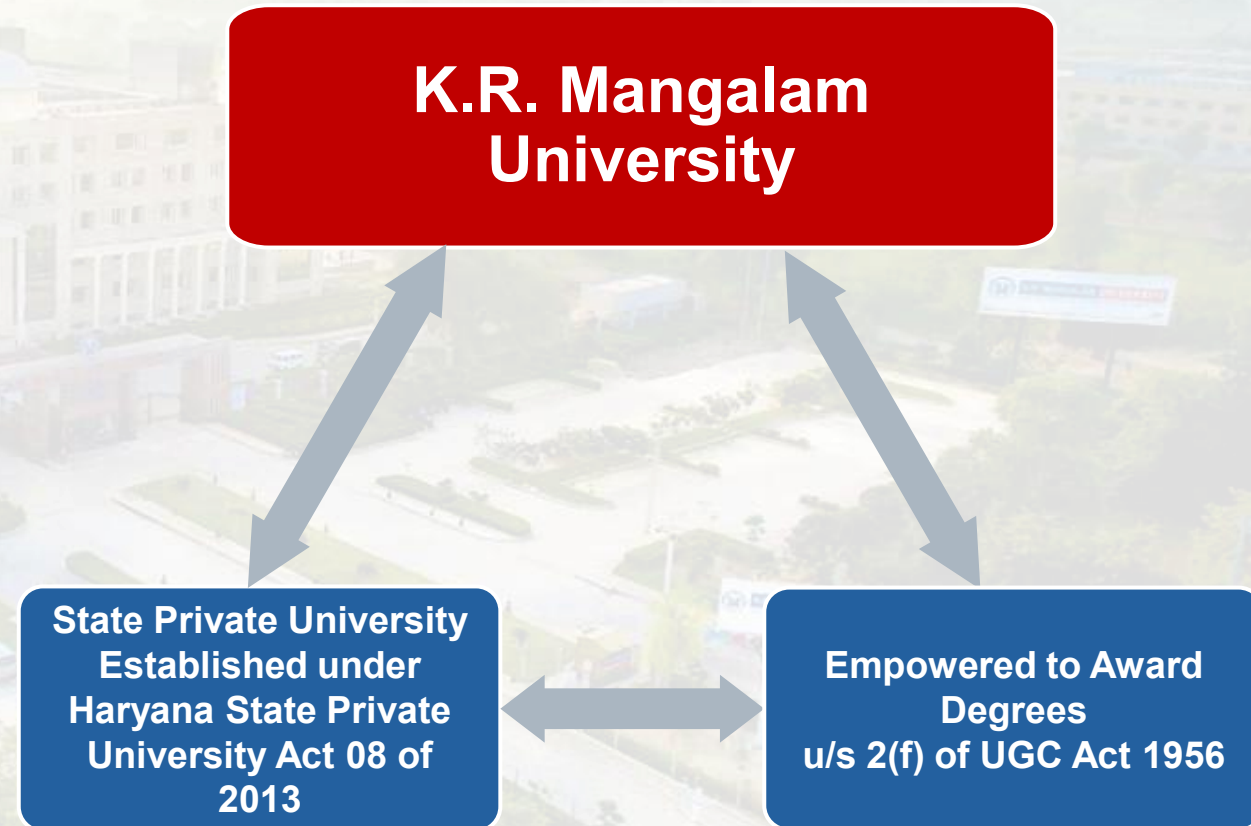 K.R. Mangalam
University
State Private University
Established under
Haryana State Private
University Act 08 of
2013
Empowered to Award
Degrees
u/s 2(f) of UGC Act 1956